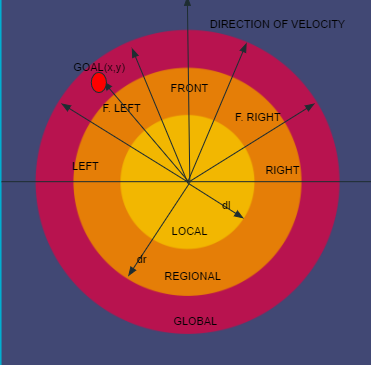 DIRECTION OF VELOCITY
GOAL(x,y)
FRONT
F. LEFT
F. RIGHT
LEFT
RIGHT
dl
LOCAL
dr
REGIONAL
GLOBAL